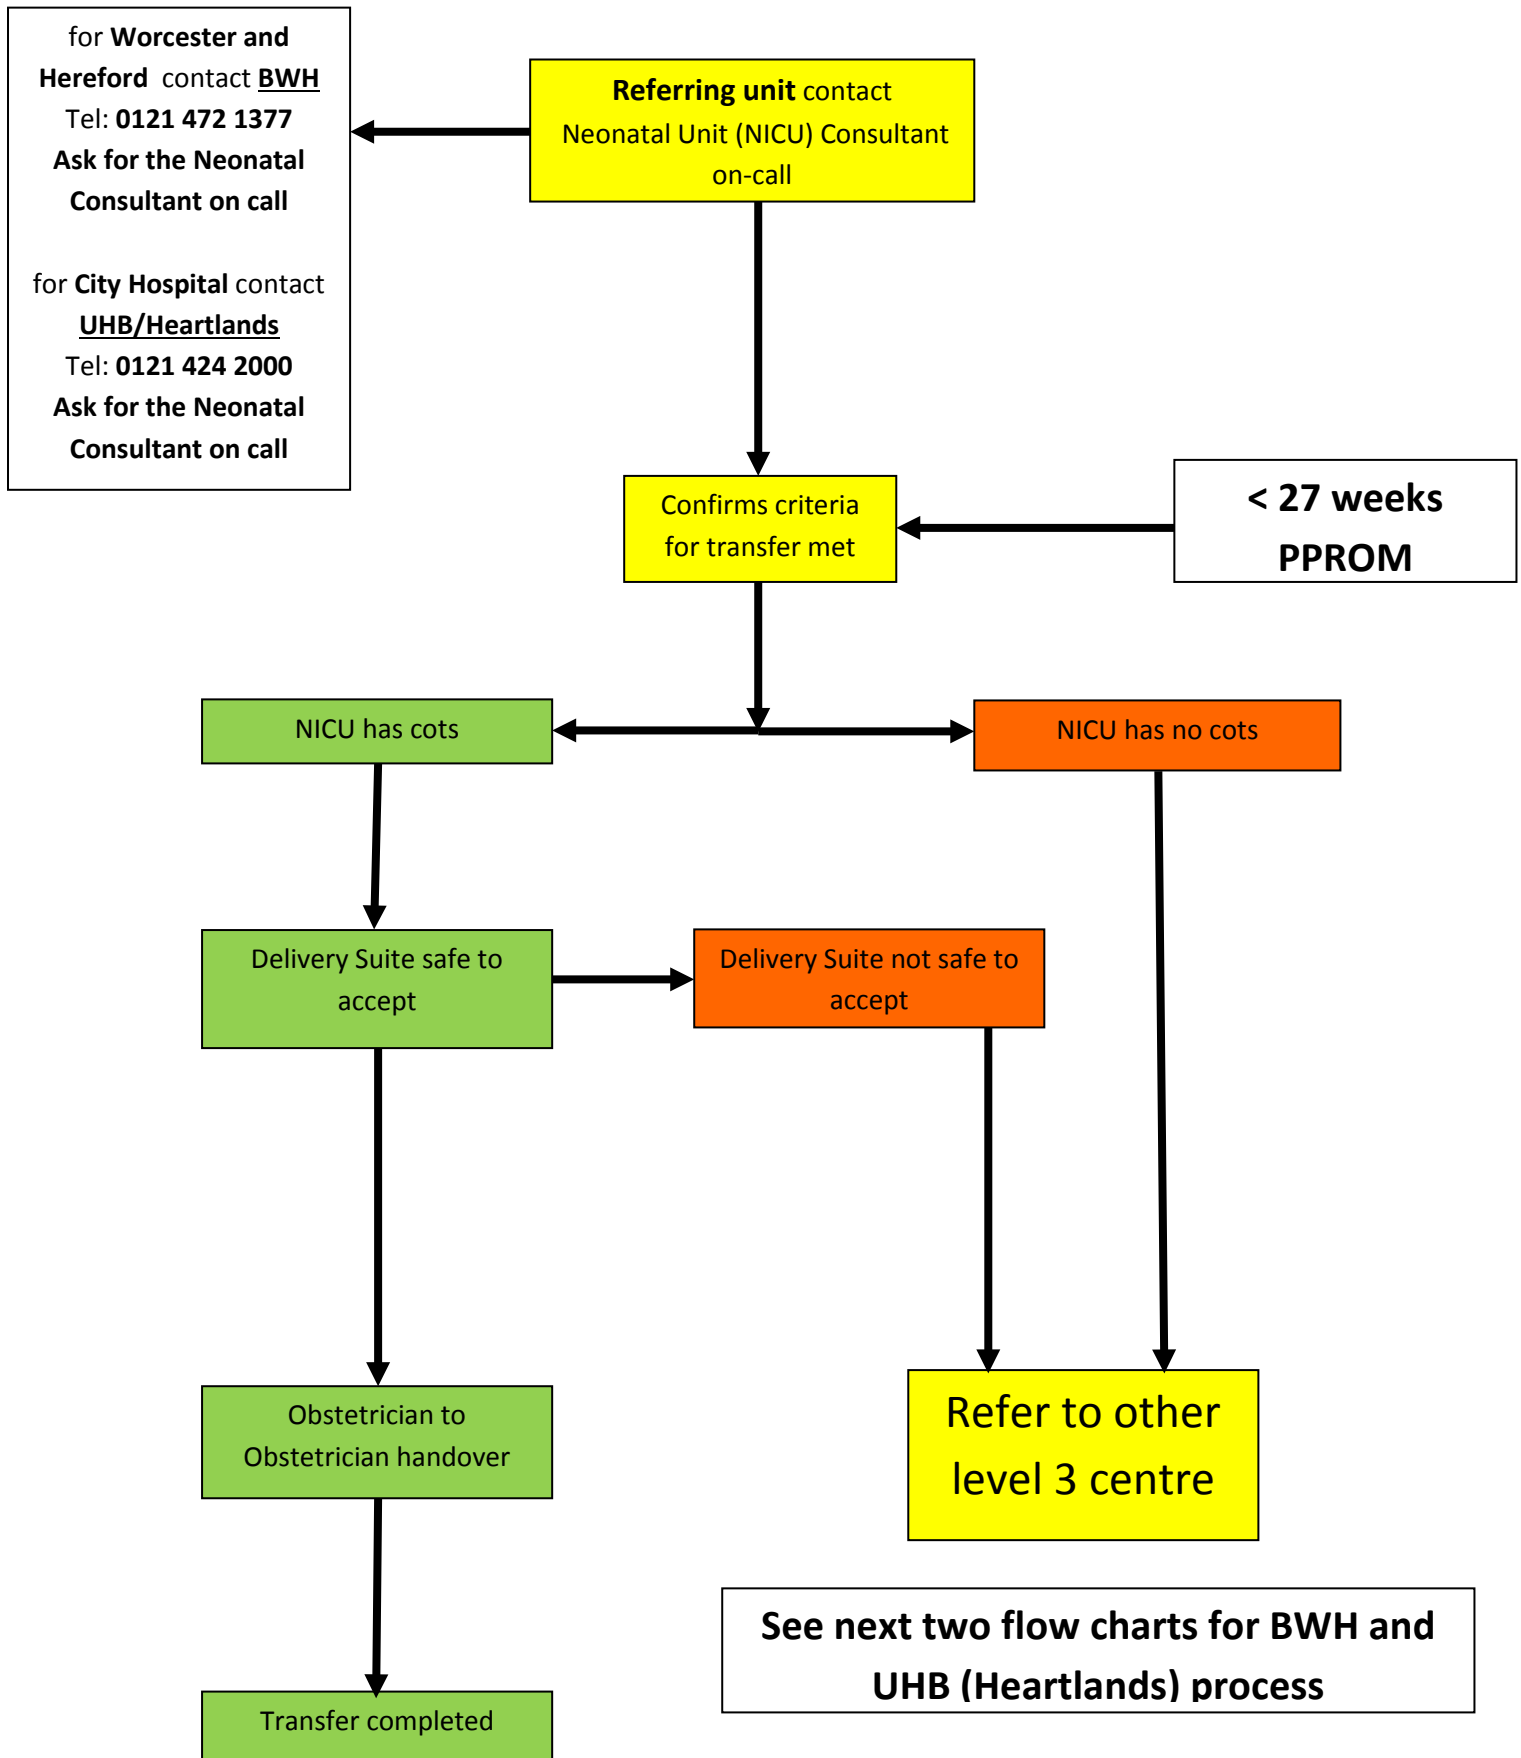 for Worcester and
Hereford contact BWH
Tel: 0121 472 1377
Ask for the Neonatal
Consultant on call
for City Hospital contact
UHB/Heartlands
Tel: 0121 424 2000
Ask for the Neonatal
Consultant on call
Referring unit contact
Neonatal Unit (NICU) Consultant
on-call
Confirms criteria
for transfer met
< 27 weeks
PPROM
NICU has cots
NICU has no cots
Delivery Suite safe to
accept
Delivery Suite not safe to
accept
Obstetrician to
Obstetrician handover
Refer to other
level 3 centre
See next two flow charts for BWH and
UHB (Heartlands) process
Transfer completed